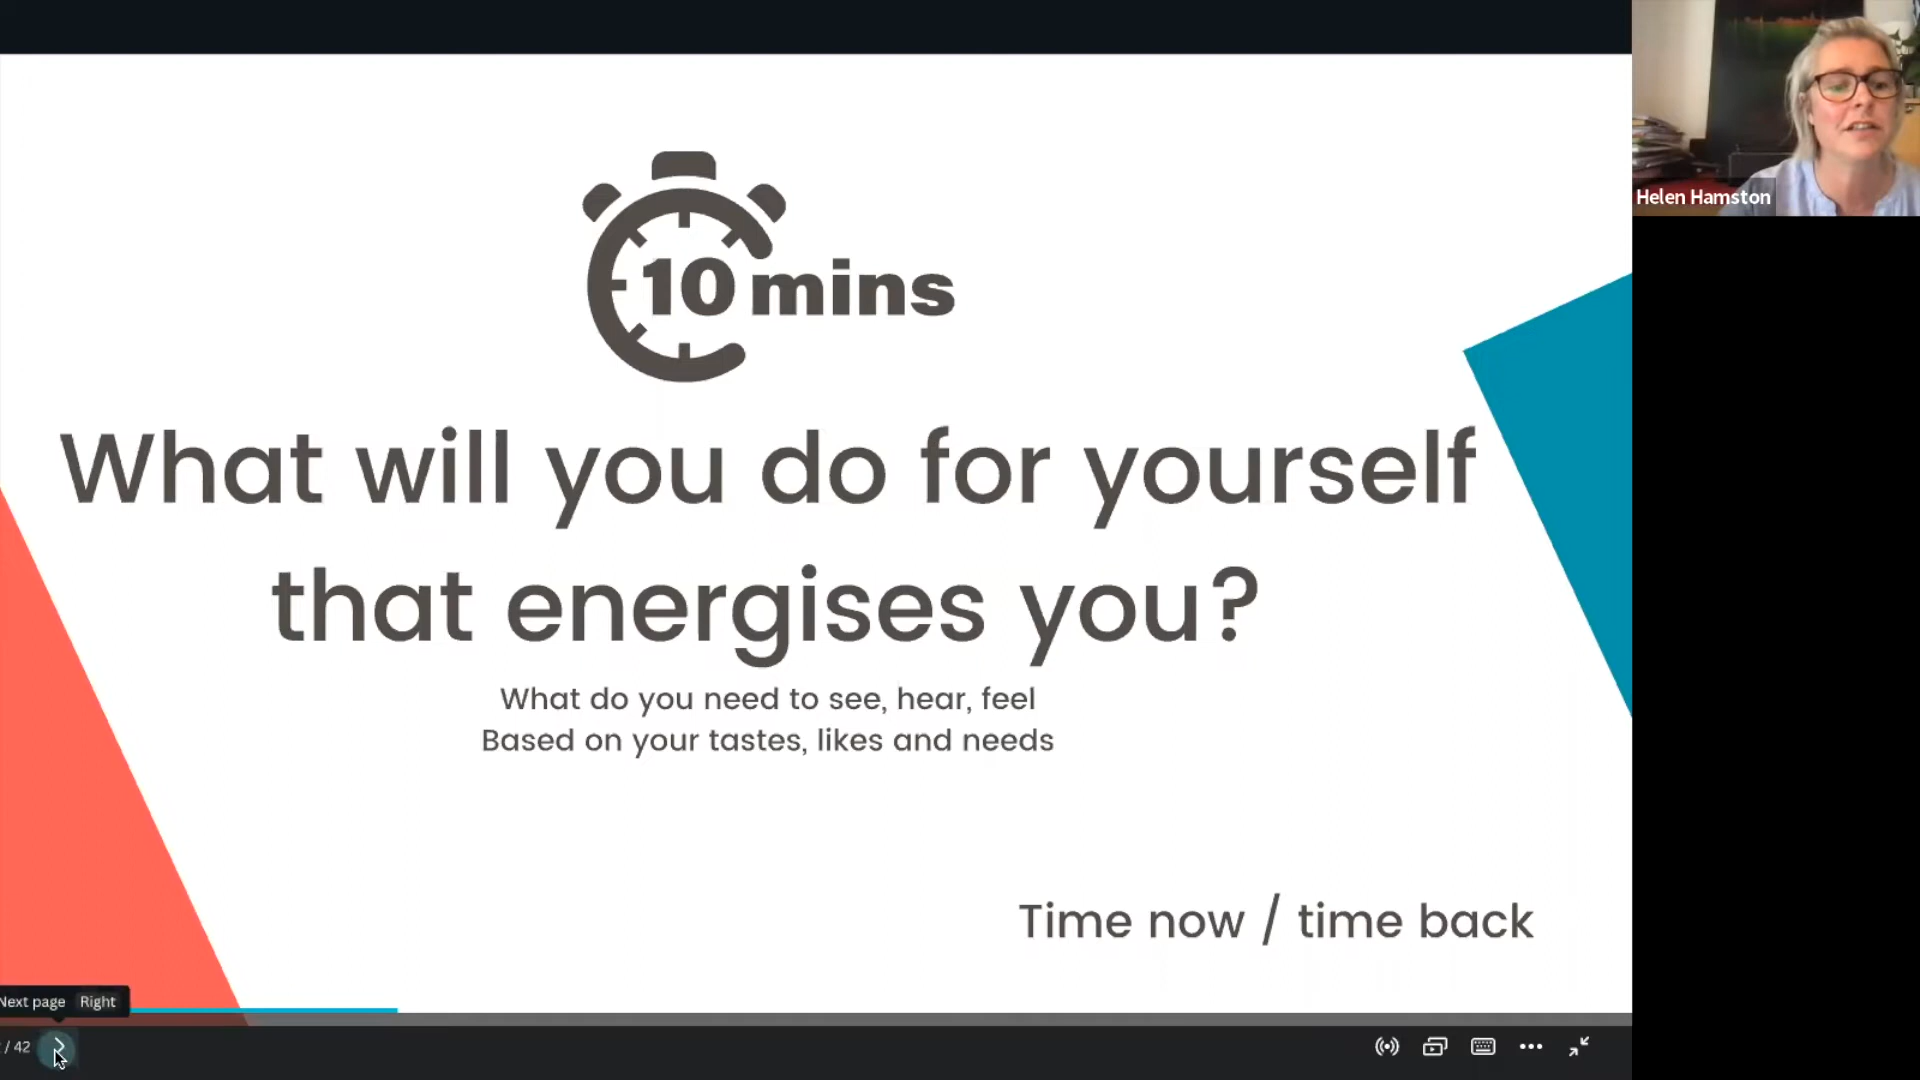 Helen Hamston
10 mins
What will you do for yourself
that energises you?
What do you need to see, hear, feel
Based on your tastes, likes and needs
Time now / time back
Next page Right
/ 42